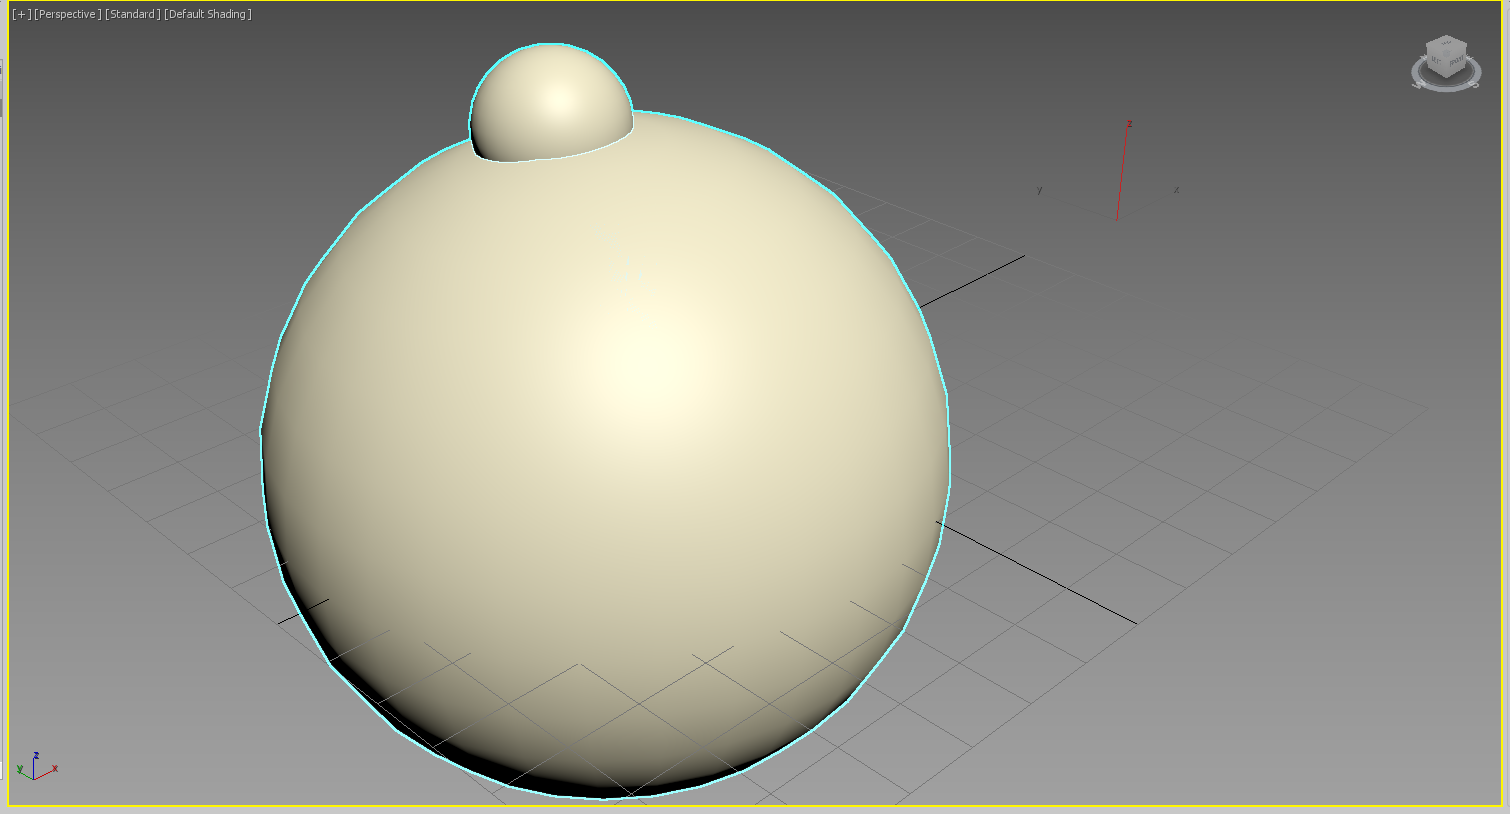 [+] [Perspective] [Standard] [Default Shading]
z
y
x
z
y
x